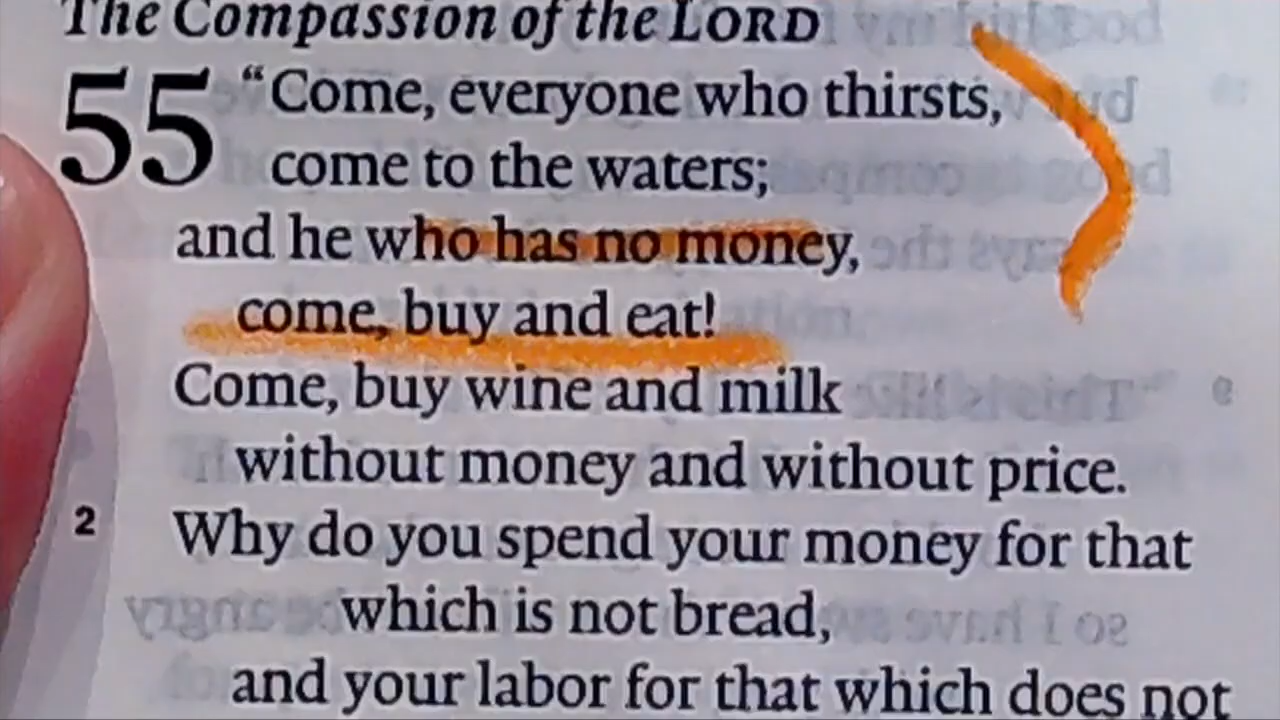 The Compassion of the LORD
55 “Come, everyone who thirsts,
come to the waters;
and he who has no money,
come, buy and eat!
Come, buy wine and milk
without money and without price.
2 Why do you spend your money for that
which is not bread,
and your labor for that which does not